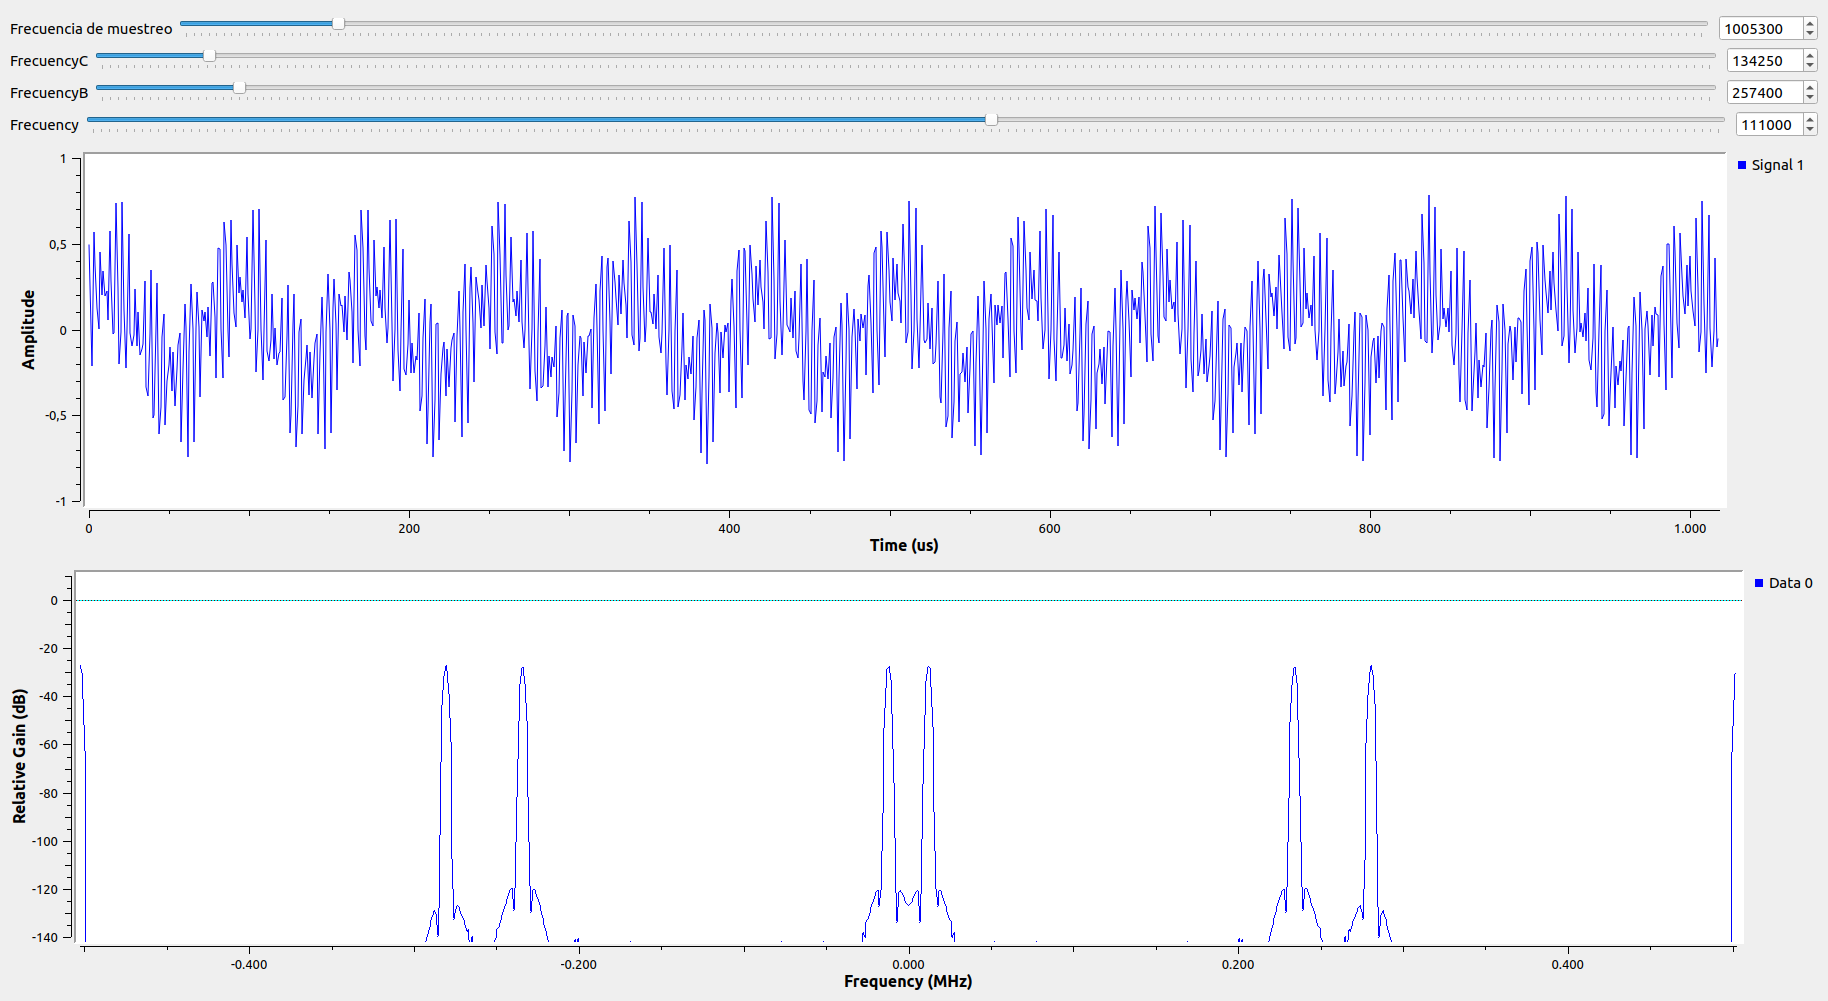 Frecuencia de muestreo 1005300
FrecuencyC 134250
FrecuencyB 257400
Frecuency 111000
Signal 1
Amplitude
1
0,5
0
-0,5
-1
0 200 400 600 800 1.000
Time (us)
Data 0
Relative Gain (dB)
0
-20
-40
-60
-80
-100
-120
-140
-0.400 -0.200 0.000 0.200 0.400
Frequency (MHz)